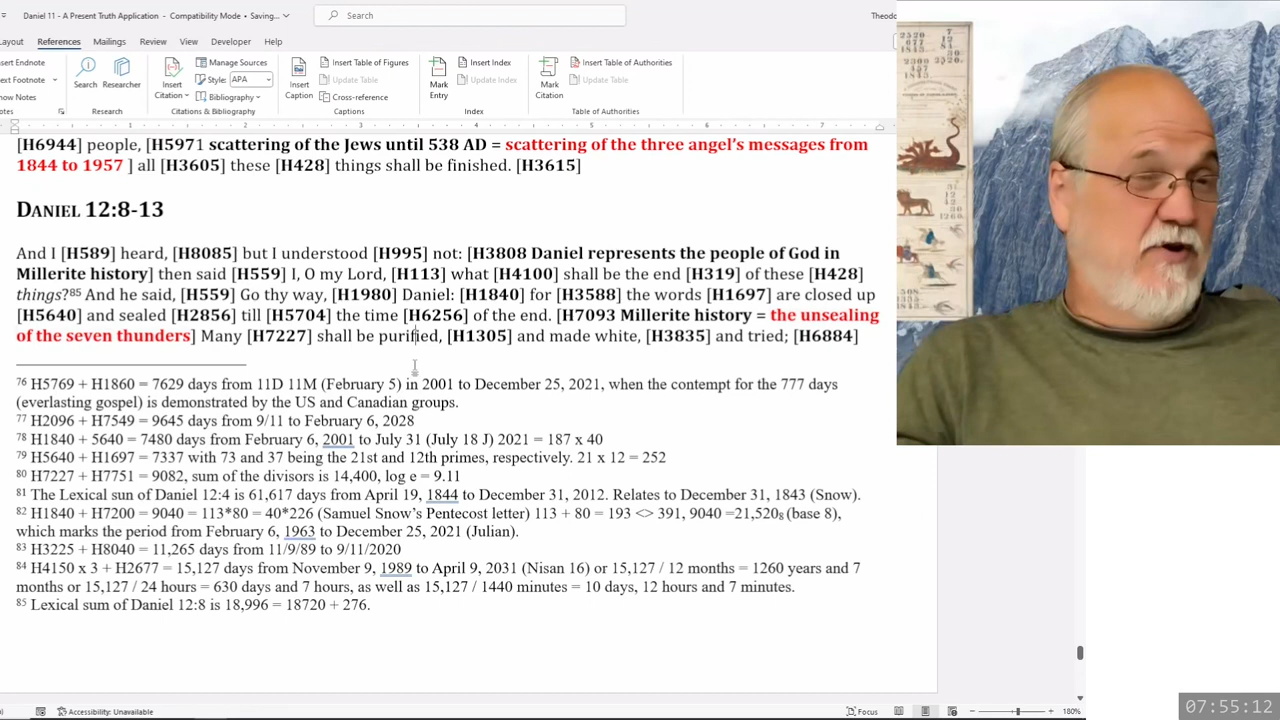 Daniel 11 - A Present Truth Application - Compatibility Mode • Saving...
Search
Theodo
Layout References Mailings Review View Developer Help
nsert Endnote
ext Footnote
how Notes
Search
Researcher
Research
Insert
Citation
Manage Sources
Style: APA
Bibliography
Citations & Bibliography
Insert
Caption
Insert Table of Figures
Update Table
Cross-reference
Captions
Mark
Entry
Insert Index
Update Index
Index
Mark
Citation
Insert Table of Authorities
Update Table
Table of Authorities
[H6944] people, [H5971 scattering of the Jews until 538 AD = scattering of the three angel's messages from
1844 to 1957 ] all [H3605] these [H428] things shall be finished. [H3615]
DANIEL 12:8-13
And I [H589] heard, [H8085] but I understood [H995] not: [H3808 Daniel represents the people of God in
Millerite history] then said [H559] I, O my Lord, [H113] what [H4100] shall be the end [H319] of these [H428]
things?85 And he said, [H559] Go thy way, [H1980] Daniel: [H1840] for [H3588] the words [H1697] are closed up
[H5640] and sealed [H2856] till [H5704] the time [H6256] of the end. [H7093 Millerite history = the unsealing
of the seven thunders] Many [H7227] shall be purified, [H1305] and made white, [H3835] and tried; [H6884]
76 H5769 + H1860 = 7629 days from 11D 11M (February 5) in 2001 to December 25, 2021, when the contempt for the 777 days
(everlasting gospel) is demonstrated by the US and Canadian groups.
77 H2096 + H7549 = 9645 days from 9/11 to February 6, 2028
78 H1840 + 5640 = 7480 days from February 6, 2001 to July 31 (July 18 J) 2021 = 187 x 40
79 H5640 + H1697 = 7337 with 73 and 37 being the 21st and 12th primes, respectively. 21 x 12 = 252
80 H7227 + H7751 = 9082, sum of the divisors is 14,400, log e = 9.11
81 The Lexical sun of Daniel 12:4 is 61,617 days from April 19, 1844 to December 31, 2012. Relates to December 31, 1843 (Snow).
82 H1840 + H7200 = 9040 = 113*80 = 40*226 (Samuel Snow's Pentecost letter) 113 + 80 = 193 <> 391, 9040 =21,5208 (base 8),
which marks the period from February 6, 1963 to December 25, 2021 (Julian).
83 H3225 + H8040 = 11,265 days from 11/9/89 to 9/11/2020
84 H4150 x 3 + H2677 = 15,127 days from November 9, 1989 to April 9, 2031 (Nisan 16) or 15,127 / 12 months = 1260 years and 7
months or 15,127 / 24 hours = 630 days and 7 hours, as well as 15,127 / 1440 minutes = 10 days, 12 hours and 7 minutes.
85 Lexical sum of Daniel 12:8 is 18,996 = 18720 + 276.
Accessibility: Unavailable
Focus
180%
07:55:12